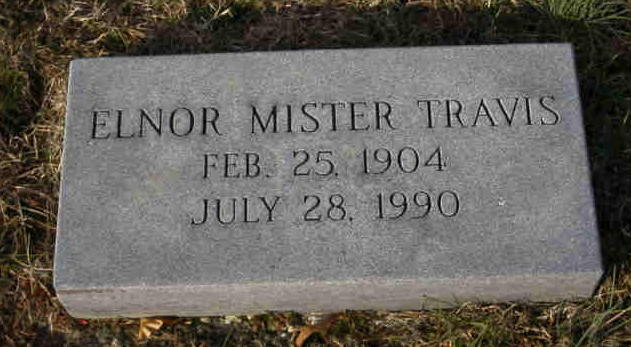 ELNOR MISTER TRAVIS
FEB. 25, 1904
JULY 28, 1990